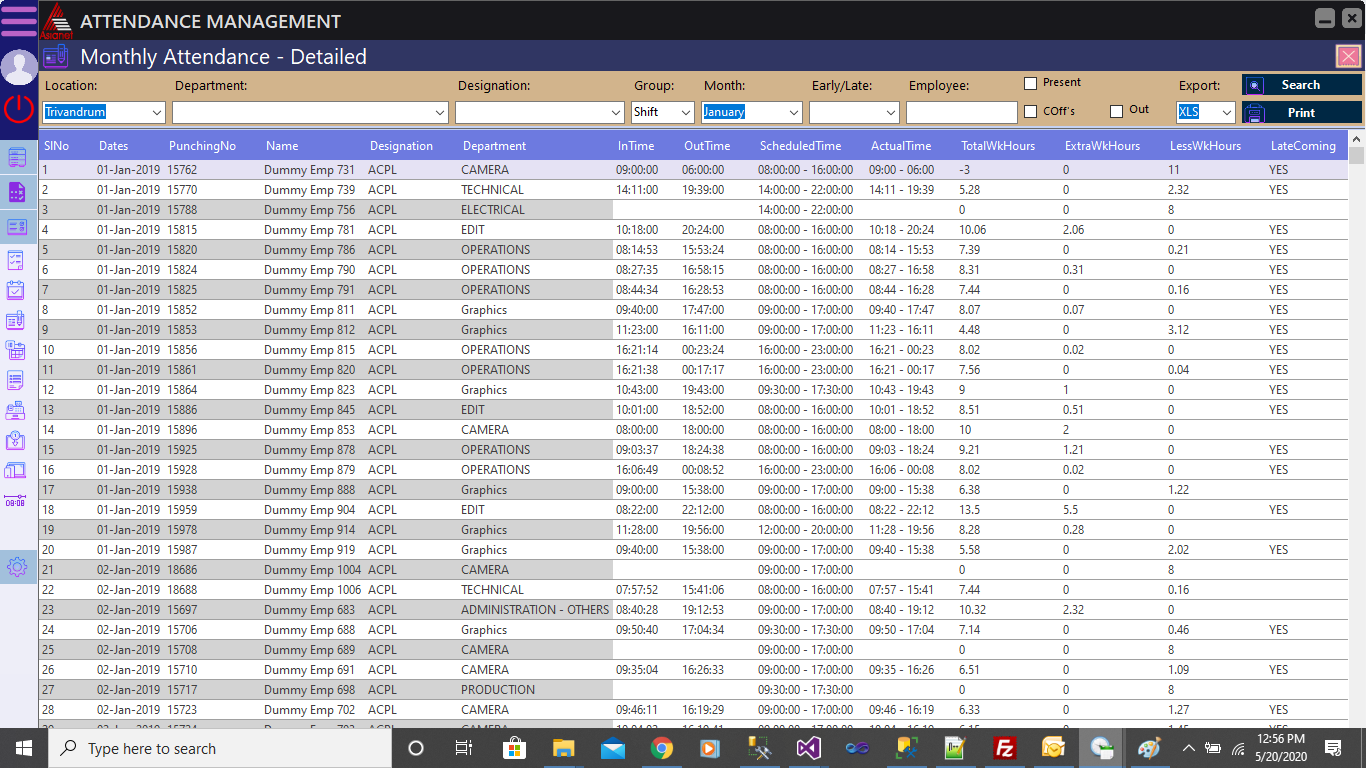 ATTENDANCE MANAGEMENT
Asianet
Monthly Attendance - Detailed
Location: Department: Designation: Group: Month: Early/Late: Employee: Present Export: Search
Trivandrum Shift January COff's Out XLS Print
SlNo Dates PunchingNo Name Designation Department InTime OutTime ScheduledTime ActualTime TotalWkHours ExtraWkHours LessWkHours LateComing
1 01-Jan-2019 15762 Dummy Emp 731 ACPL CAMERA 09:00:00 06:00:00 08:00:00 - 16:00:00 09:00 - 06:00 -3 0 11 YES
2 01-Jan-2019 15770 Dummy Emp 739 ACPL TECHNICAL 14:11:00 19:39:00 14:00:00 - 22:00:00 14:11 - 19:39 5.28 0 2.32 YES
3 01-Jan-2019 15788 Dummy Emp 756 ACPL ELECTRICAL 14:00:00 - 22:00:00 0 0 8
4 01-Jan-2019 15815 Dummy Emp 781 ACPL EDIT 10:18:00 20:24:00 08:00:00 - 16:00:00 10:18 - 20:24 10.06 2.06 0 YES
5 01-Jan-2019 15820 Dummy Emp 786 ACPL OPERATIONS 08:14:53 15:53:24 08:00:00 - 16:00:00 08:14 - 15:53 7.39 0 0.21 YES
6 01-Jan-2019 15824 Dummy Emp 790 ACPL OPERATIONS 08:27:35 16:58:15 08:00:00 - 16:00:00 08:27 - 16:58 8.31 0.31 0 YES
7 01-Jan-2019 15825 Dummy Emp 791 ACPL OPERATIONS 08:44:34 16:28:53 08:00:00 - 16:00:00 08:44 - 16:28 7.44 0 0.16 YES
8 01-Jan-2019 15852 Dummy Emp 811 ACPL Graphics 09:40:00 17:47:00 09:00:00 - 17:00:00 09:40 - 17:47 8.07 0.07 0 YES
9 01-Jan-2019 15853 Dummy Emp 812 ACPL Graphics 11:23:00 16:11:00 09:00:00 - 17:00:00 11:23 - 16:11 4.48 0 3.12 YES
10 01-Jan-2019 15856 Dummy Emp 815 ACPL OPERATIONS 16:21:14 00:23:24 16:00:00 - 23:00:00 16:21 - 00:23 8.02 0.02 0 YES
11 01-Jan-2019 15861 Dummy Emp 820 ACPL OPERATIONS 16:21:38 00:17:17 16:00:00 - 23:00:00 16:21 - 00:17 7.56 0 0.04 YES
12 01-Jan-2019 15864 Dummy Emp 823 ACPL Graphics 10:43:00 19:43:00 09:30:00 - 17:30:00 10:43 - 19:43 9 1 0 YES
13 01-Jan-2019 15886 Dummy Emp 845 ACPL EDIT 10:01:00 18:52:00 08:00:00 - 16:00:00 10:01 - 18:52 8.51 0.51 0 YES
14 01-Jan-2019 15896 Dummy Emp 853 ACPL CAMERA 08:00:00 18:00:00 08:00:00 - 16:00:00 08:00 - 18:00 10 2 0
15 01-Jan-2019 15925 Dummy Emp 878 ACPL OPERATIONS 09:03:37 18:24:38 08:00:00 - 16:00:00 09:03 - 18:24 9.21 1.21 0 YES
16 01-Jan-2019 15928 Dummy Emp 879 ACPL OPERATIONS 16:06:49 00:08:52 16:00:00 - 23:00:00 16:06 - 00:08 8.02 0.02 0 YES
17 01-Jan-2019 15938 Dummy Emp 888 ACPL Graphics 09:00:00 15:38:00 09:00:00 - 17:00:00 09:00 - 15:38 6.38 0 1.22
18 01-Jan-2019 15959 Dummy Emp 904 ACPL EDIT 08:22:00 22:12:00 08:00:00 - 16:00:00 08:22 - 22:12 13.5 5.5 0 YES
19 01-Jan-2019 15978 Dummy Emp 914 ACPL Graphics 11:28:00 19:56:00 12:00:00 - 20:00:00 11:28 - 19:56 8.28 0.28 0
20 01-Jan-2019 15987 Dummy Emp 919 ACPL Graphics 09:40:00 15:38:00 09:00:00 - 17:00:00 09:40 - 15:38 5.58 0 2.02 YES
21 02-Jan-2019 18686 Dummy Emp 1004 ACPL CAMERA 09:00:00 - 17:00:00 0 0 8
22 02-Jan-2019 18688 Dummy Emp 1006 ACPL TECHNICAL 07:57:52 15:41:06 08:00:00 - 16:00:00 07:57 - 15:41 7.44 0 0.16
23 02-Jan-2019 15697 Dummy Emp 683 ACPL ADMINISTRATION - OTHERS 08:40:28 19:12:53 09:00:00 - 17:00:00 08:40 - 19:12 10.32 2.32 0
24 02-Jan-2019 15706 Dummy Emp 688 ACPL Graphics 09:50:40 17:04:34 09:30:00 - 17:30:00 09:50 - 17:04 7.14 0 0.46 YES
25 02-Jan-2019 15708 Dummy Emp 689 ACPL CAMERA 09:00:00 - 17:00:00 0 0 8
26 02-Jan-2019 15710 Dummy Emp 691 ACPL CAMERA 09:35:04 16:26:33 09:00:00 - 17:00:00 09:35 - 16:26 6.51 0 1.09 YES
27 02-Jan-2019 15717 Dummy Emp 698 ACPL PRODUCTION 09:30:00 - 17:30:00 0 0 8
28 02-Jan-2019 15723 Dummy Emp 702 ACPL CAMERA 09:46:11 16:19:29 09:00:00 - 17:00:00 09:46 - 16:19 6.33 0 1.27 YES
Type here to search 12:56 PM
5/20/2020